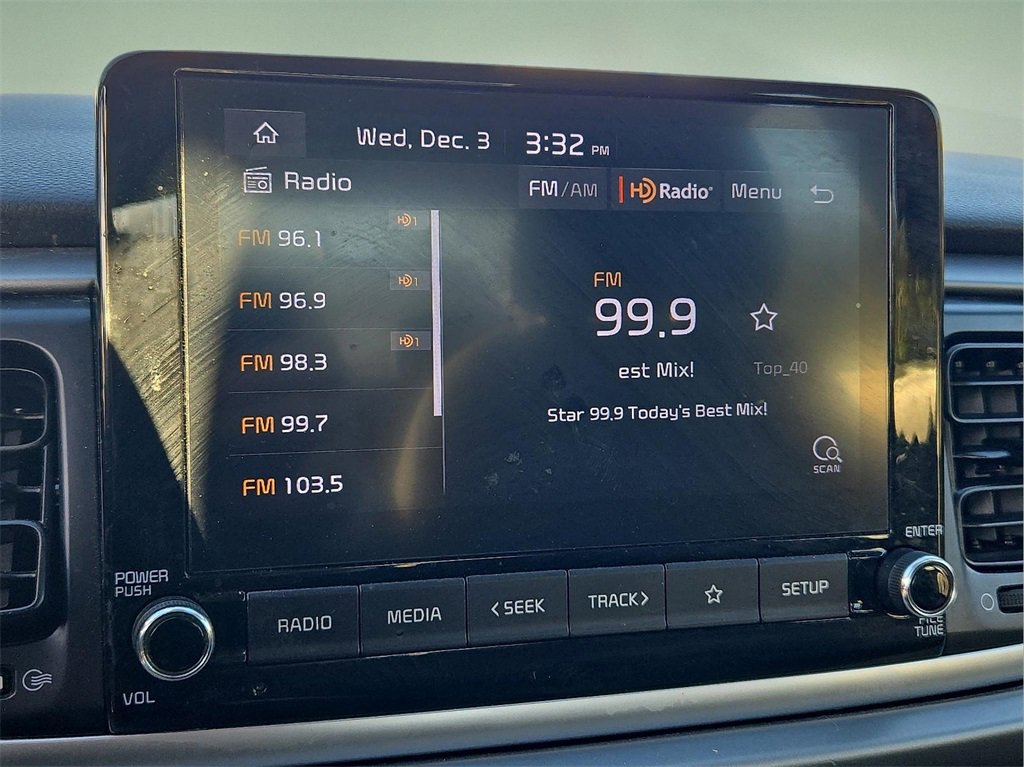 Wed, Dec. 3 3:32 PM
Radio FM/AM HD Radio® Menu
FM 96.1 HD1
FM 96.9 HD1
FM 98.3 HD1
FM 99.7
FM 103.5
FM
99.9
est Mix! Top_40
Star 99.9 Today's Best Mix!
SCAN
POWER
PUSH
VOL
RADIO MEDIA <SEEK TRACK> SETUP
ENTER
FILE
TUNE